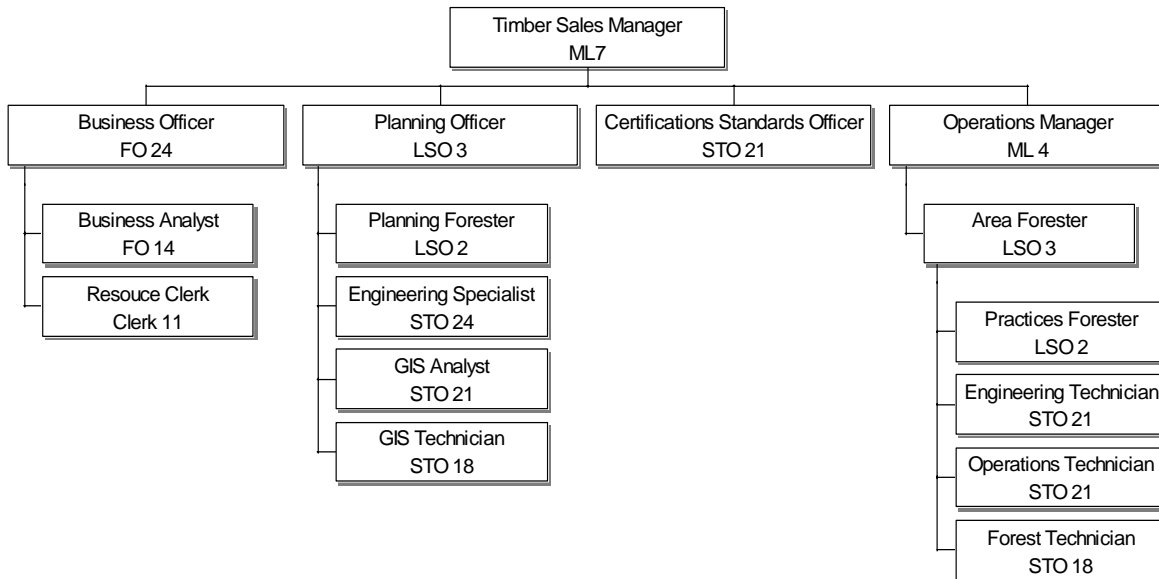 Timber Sales Manager
ML7
Business Officer
FO 24
Planning Officer
LSO 3
Certifications Standards Officer
STO 21
Operations Manager
ML 4
Business Analyst
FO 14
Resouce Clerk
Clerk 11
Planning Forester
LSO 2
Engineering Specialist
STO 24
GIS Analyst
STO 21
GIS Technician
STO 18
Area Forester
LSO 3
Practices Forester
LSO 2
Engineering Technician
STO 21
Operations Technician
STO 21
Forest Technician
STO 18